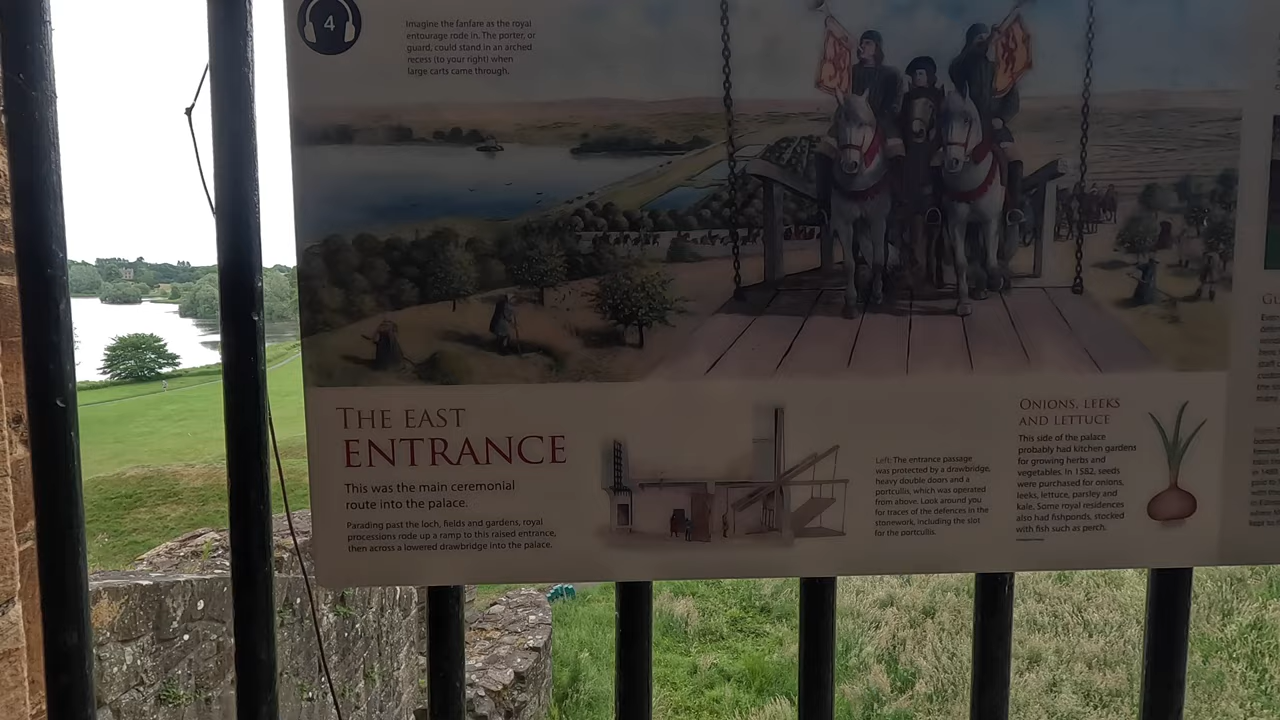 4
Imagine the fanfare as the royal
entourage rode in. The porter, or
guard, could stand in an arched
recess (to your right) when
large carts came through.
THE EAST
ENTRANCE
This was the main ceremonial
route into the palace.
Parading past the loch, fields and gardens, royal
processions rode up a ramp to this raised entrance,
then across a lowered drawbridge into the palace.
Left: The entrance passage
was protected by a drawbridge,
heavy double doors and a
portcullis, which was operated
from above. Look around you
for traces of the defences in the
stonework, including the slot
for the portcullis.
ONIONS, LEEKS
AND LETTUCE
This side of the palace
probably had kitchen gardens
for growing herbs and
vegetables. In 1582, seeds
were purchased for onions,
leeks, lettuce, parsley and
kale. Some royal residences
also had fishponds, stocked
with fish such as perch.